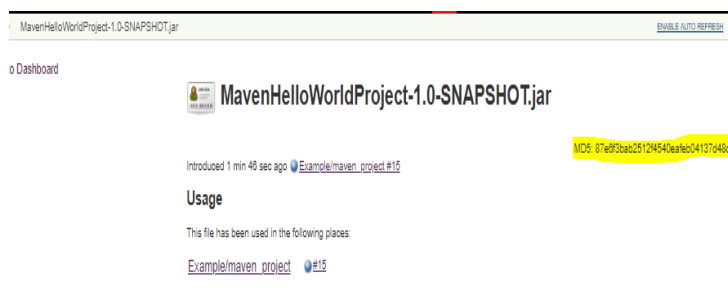 MavenHelloWorldProject-1.0-SNAPSHOT.jar
ENABLE AUTO REFRESH
o Dashboard
MavenHelloWorldProject-1.0-SNAPSHOT.jar
MD5: 87e6f3bab2512f4540eafeb04137d48c
Introduced 1 min 46 sec ago Example/maven_project #15
Usage
This file has been used in the following places:
Example/maven_project #15